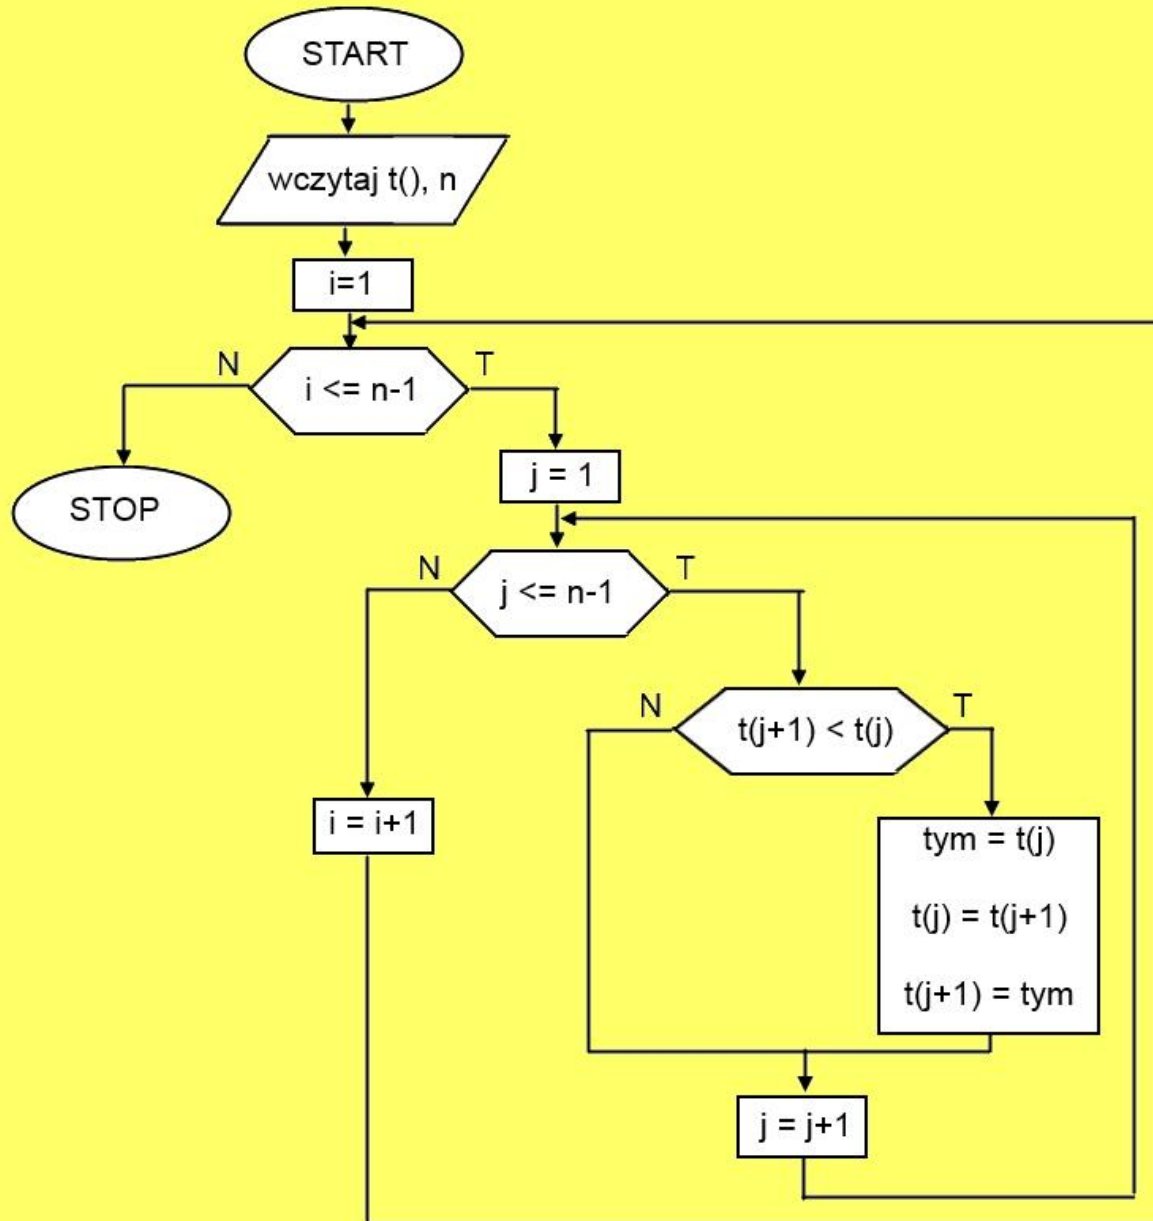 START
wczytaj t(), n
i=1
N
T
i <= n-1
j = 1
STOP
N
T
j <= n-1
N
T
t(j+1) < t(j)
i = i+1
tym = t(j)
t(j) = t(j+1)
t(j+1) = tym
j = j+1